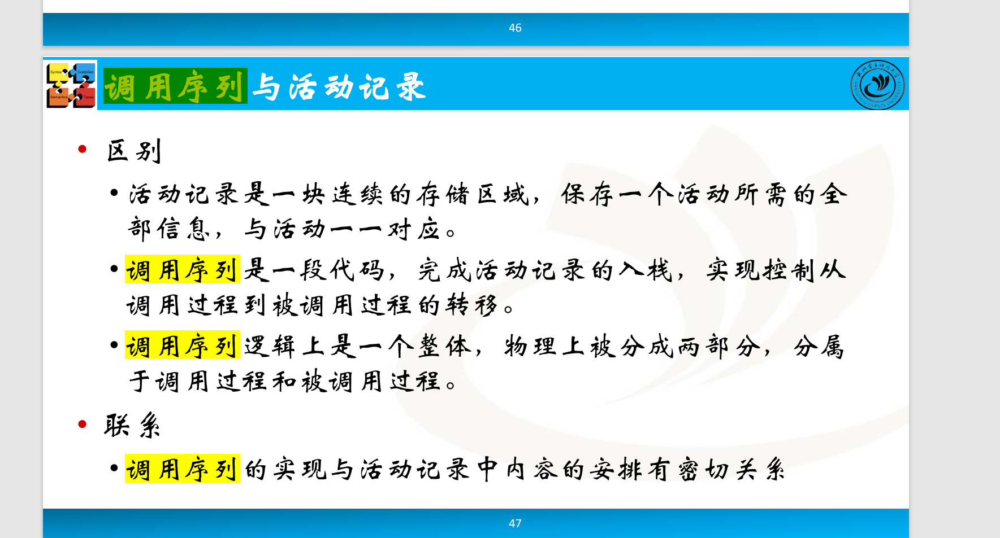 46
Syntax CodeGen
Semantics Types
调用序列与活动记录
HANGZHOU DIANZI UNIVERSITY
• 区别
• 活动记录是一块连续的存储区域，保存一个活动所需的全
部信息，与活动一一对应。
• 调用序列是一段代码，完成活动记录的入栈，实现控制从
调用过程到被调用过程的转移。
• 调用序列逻辑上是一个整体，物理上被分成两部分，分属
于调用过程和被调用过程。
• 联系
• 调用序列的实现与活动记录中内容的安排有密切关系
47